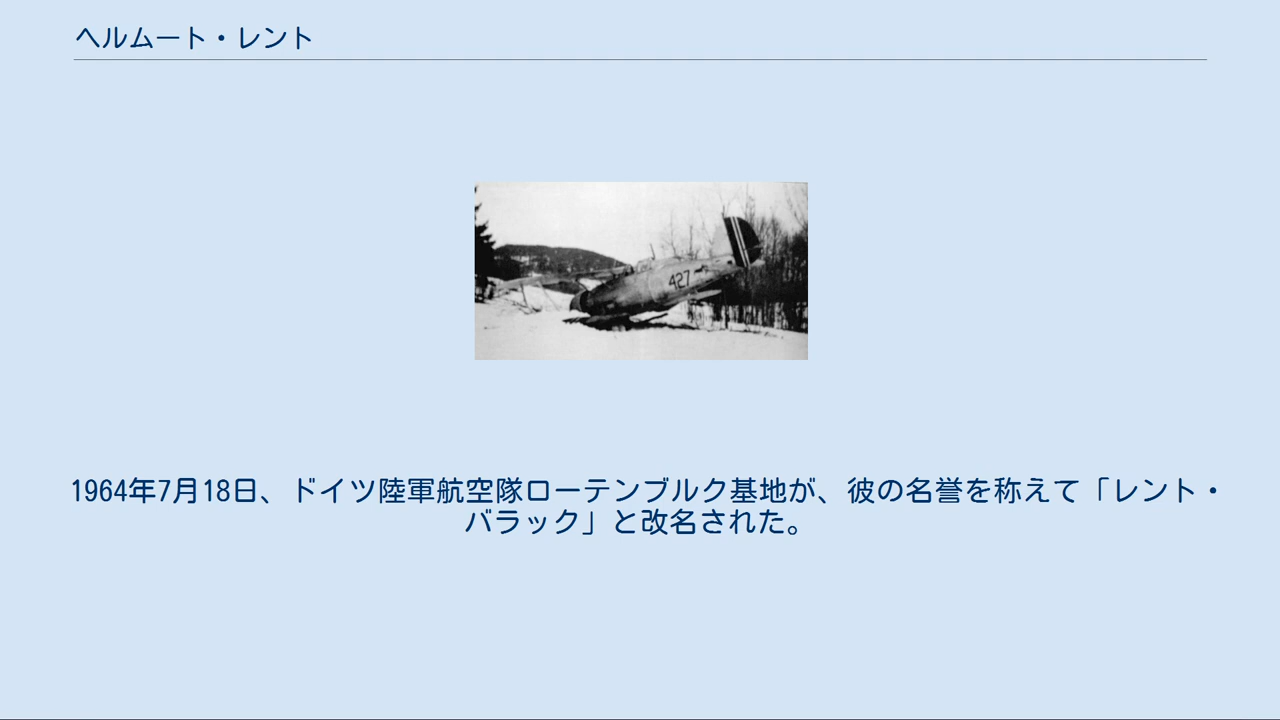 ヘルムート・レント
427
1964年7月18日、ドイツ陸軍航空隊ローテンブルク基地が、彼の名誉を称えて「レント・
バラック」と改名された。